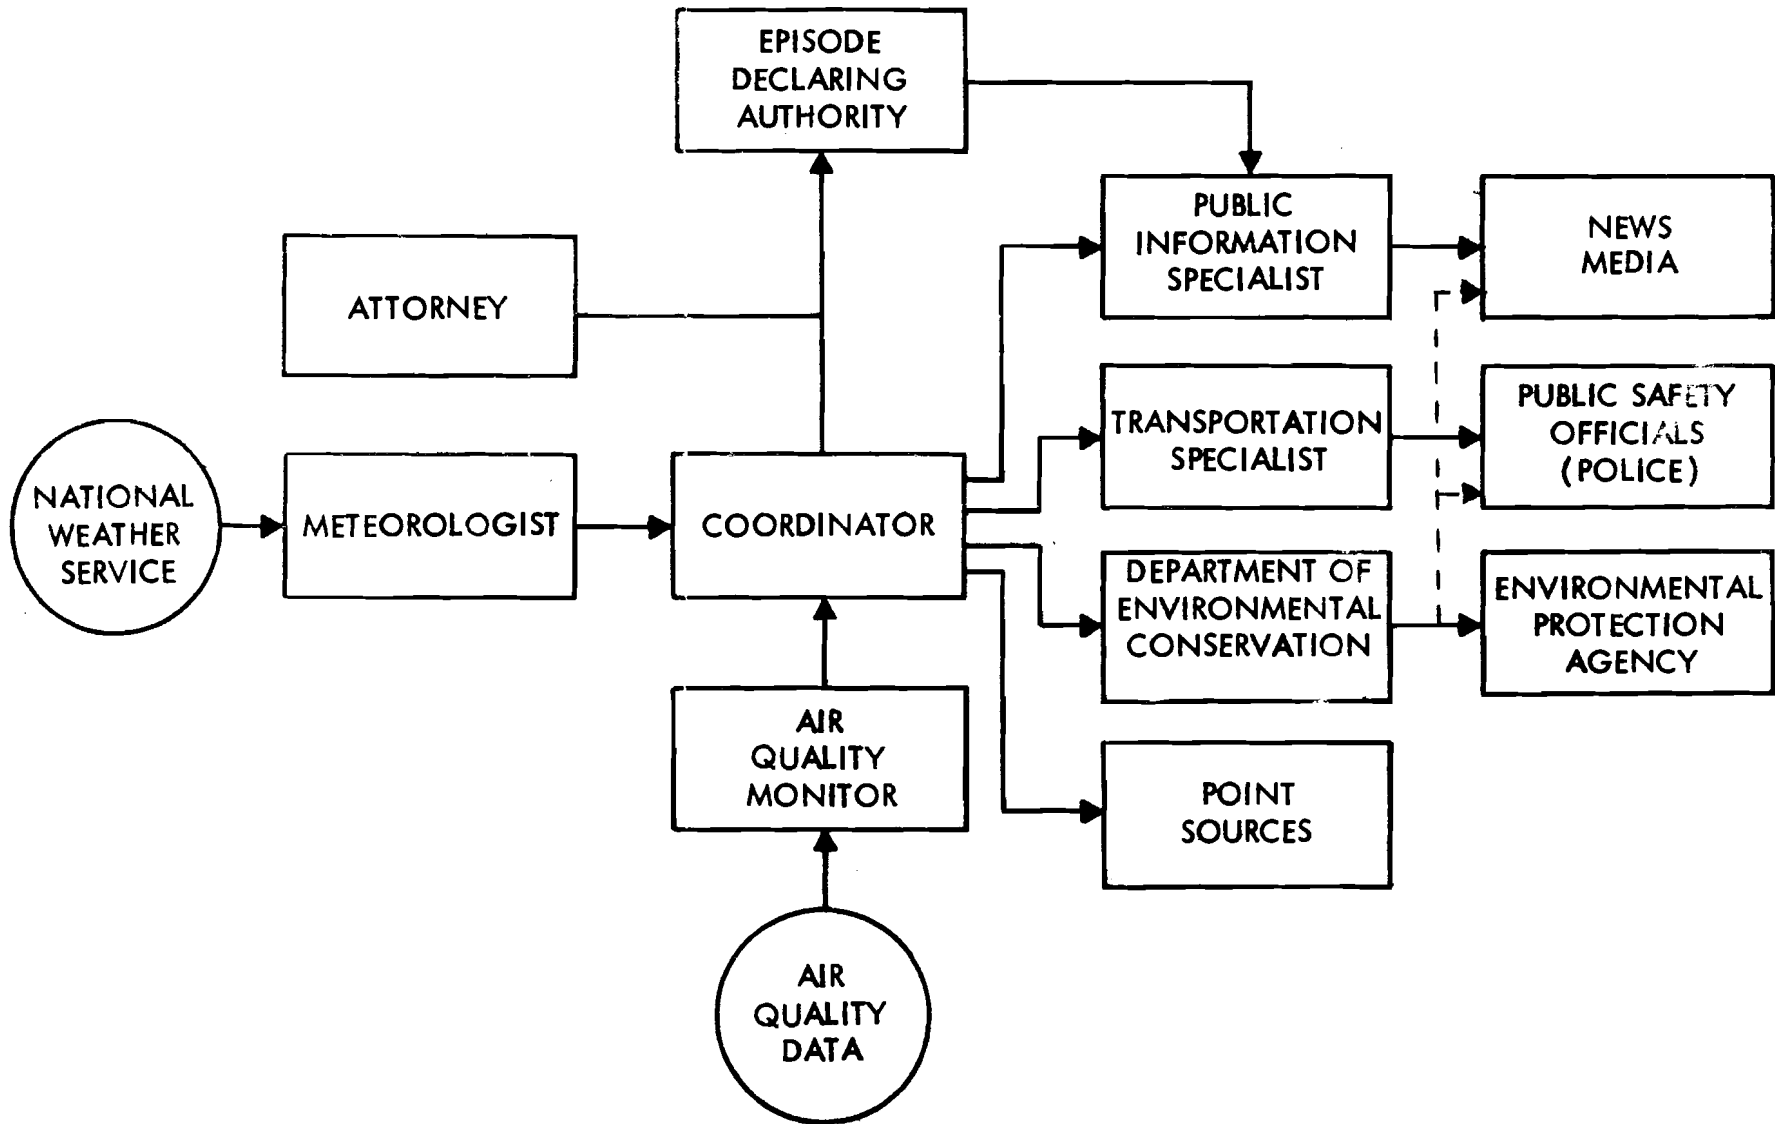 EPISODE
DECLARING
AUTHORITY
PUBLIC
INFORMATION
SPECIALIST
NEWS
MEDIA
ATTORNEY
TRANSPORTATION
SPECIALIST
PUBLIC SAFETY
OFFICIALS
(POLICE)
NATIONAL
WEATHER
SERVICE
METEOROLOGIST
COORDINATOR
DEPARTMENT OF
ENVIRONMENTAL
CONSERVATION
ENVIRONMENTAL
PROTECTION
AGENCY
AIR
QUALITY
MONITOR
POINT
SOURCES
AIR
QUALITY
DATA